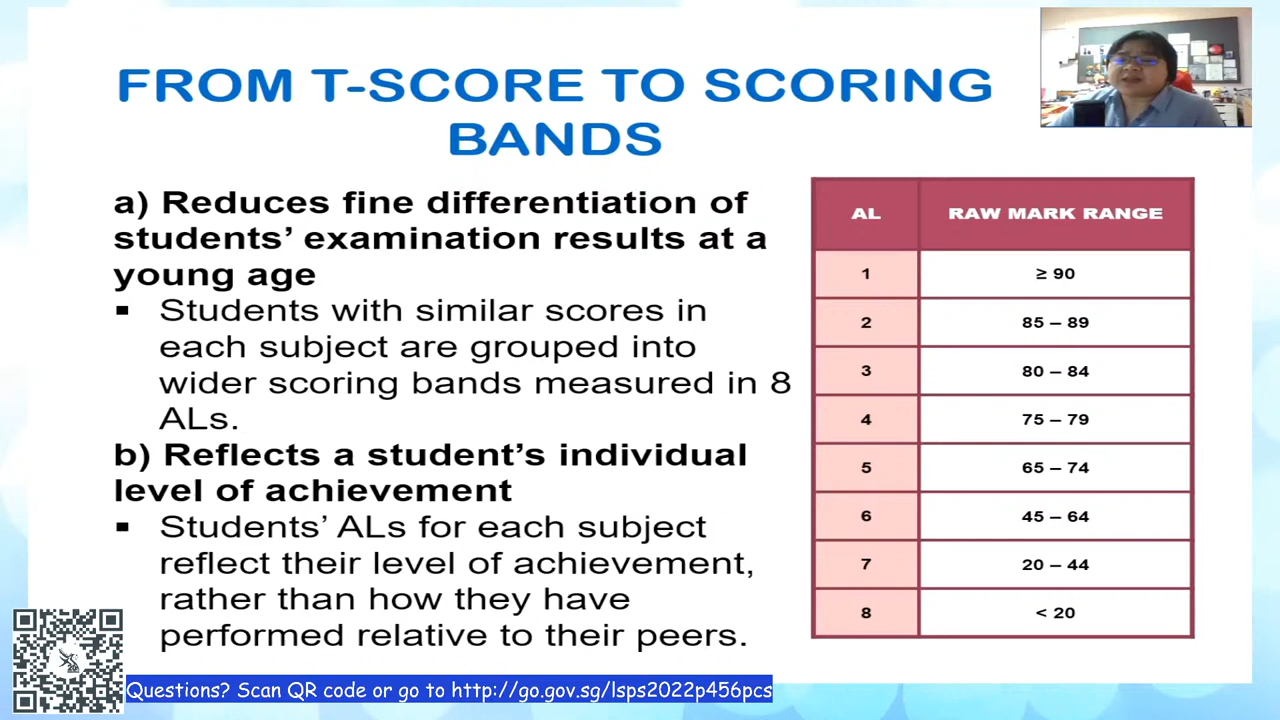 FROM T-SCORE TO SCORING
BANDS
a) Reduces fine differentiation of
students’ examination results at a
young age
▪ Students with similar scores in
each subject are grouped into
wider scoring bands measured in 8
ALs.
b) Reflects a student’s individual
level of achievement
▪ Students’ ALs for each subject
reflect their level of achievement,
rather than how they have
performed relative to their peers.
AL RAW MARK RANGE
1 ≥ 90
2 85 – 89
3 80 – 84
4 75 – 79
5 65 – 74
6 45 – 64
7 20 – 44
8 < 20
Questions? Scan QR code or go to http://go.gov.sg/lsps2022p456pcs